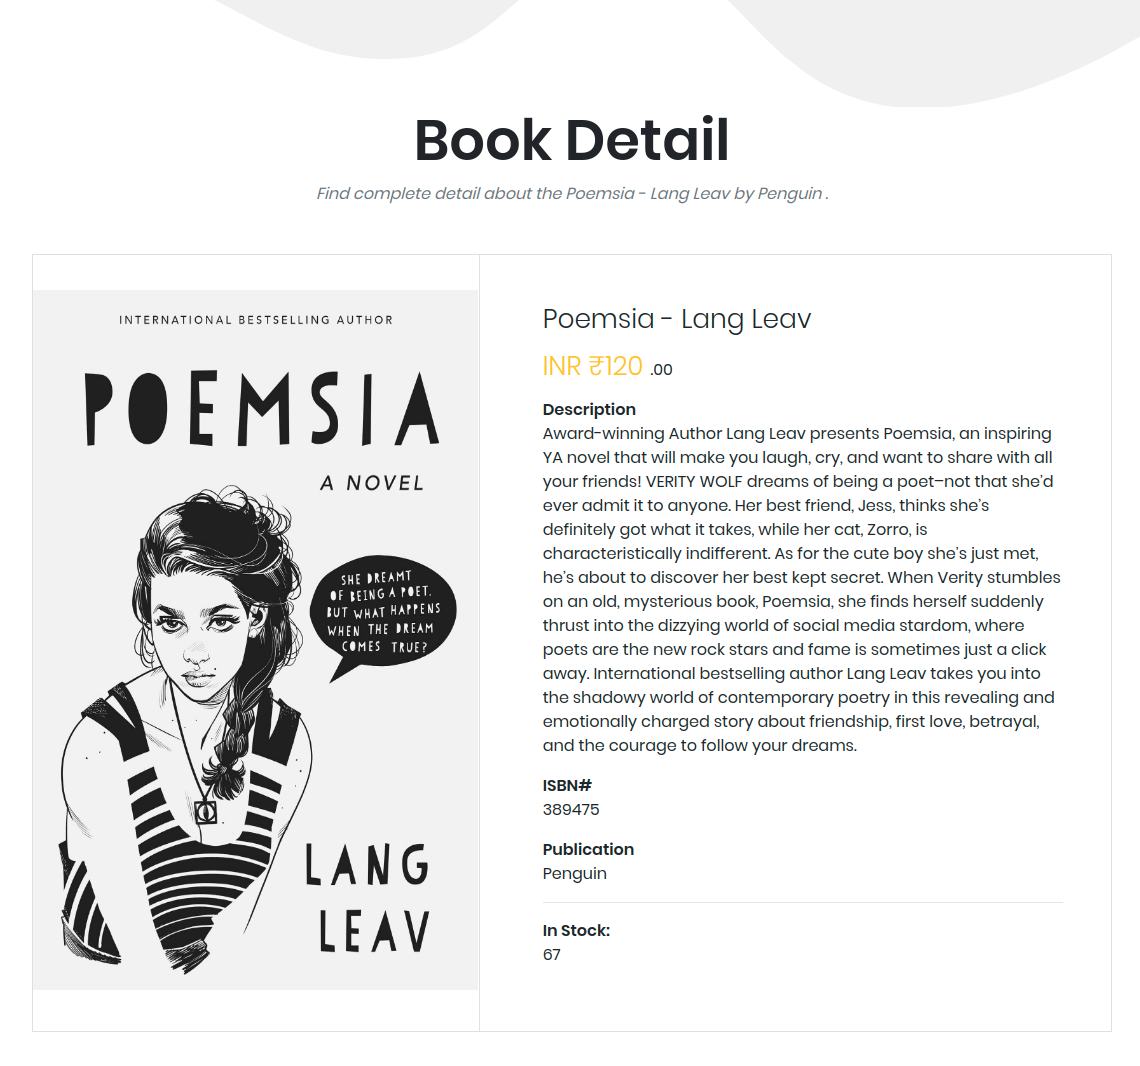 Book Detail
Find complete detail about the Poemsia - Lang Leav by Penguin .
INTERNATIONAL BESTSELLING AUTHOR
POEMSIA
A NOVEL
SHE DREAMT
OF BEING A POET.
BUT WHAT HAPPENS
WHEN THE DREAM
COMES TRUE?
LANG
LEAV
Poemsia - Lang Leav
INR ₹120 .00
Description
Award-winning Author Lang Leav presents Poemsia, an inspiring
YA novel that will make you laugh, cry, and want to share with all
your friends! VERITY WOLF dreams of being a poet–not that she’d
ever admit it to anyone. Her best friend, Jess, thinks she’s
definitely got what it takes, while her cat, Zorro, is
characteristically indifferent. As for the cute boy she’s just met,
he’s about to discover her best kept secret. When Verity stumbles
on an old, mysterious book, Poemsia, she finds herself suddenly
thrust into the dizzying world of social media stardom, where
poets are the new rock stars and fame is sometimes just a click
away. International bestselling author Lang Leav takes you into
the shadowy world of contemporary poetry in this revealing and
emotionally charged story about friendship, first love, betrayal,
and the courage to follow your dreams.
ISBN#
389475
Publication
Penguin
In Stock:
67